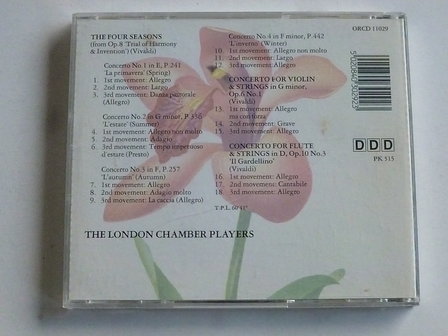 THE FOUR SEASONS
(from Op.8 'Trial of Harmony
& Invention') (Vivaldi)
Concerto No.1 in E, P.241
'La primavera' (Spring)
1. 1st movement: Allegro
2. 2nd movement: Largo
3. 3rd movement: Danza pastorale
(Allegro)
Concerto No.2 in G minor, P.336
'L'estate' (Summer)
4. 1st movement: Allegro non molto
5. 2nd movement: Adagio
6. 3rd movement: Tempo impetuoso
d'estate (Presto)
Concerto No.3 in F, P.257
'L'autumn' (Autumn)
7. 1st movement: Allegro
8. 2nd movement: Adagio molto
9. 3rd movement: La caccia (Allegro)
Concerto No.4 in F minor, P.442
'L'inverno' (Winter)
10. 1st movement: Allegro non molto
11. 2nd movement: Largo
12. 3rd movement: Allegro
CONCERTO FOR VIOLIN
& STRINGS in G minor,
Op.6 No.1
(Vivaldi)
13. 1st movement: Allegro
ma con forza
14. 2nd movement: Grave
15. 3rd movement: Allegro
CONCERTO FOR FLUTE
& STRINGS in D, Op.10 No.3
'Il Gardellino'
(Vivaldi)
16. 1st movement: Allegro
17. 2nd movement: Cantabile
18. 3rd movement: Allegro
T.P.L. 60'41"
THE LONDON CHAMBER PLAYERS
ORCD 11029
DDD
PK 515